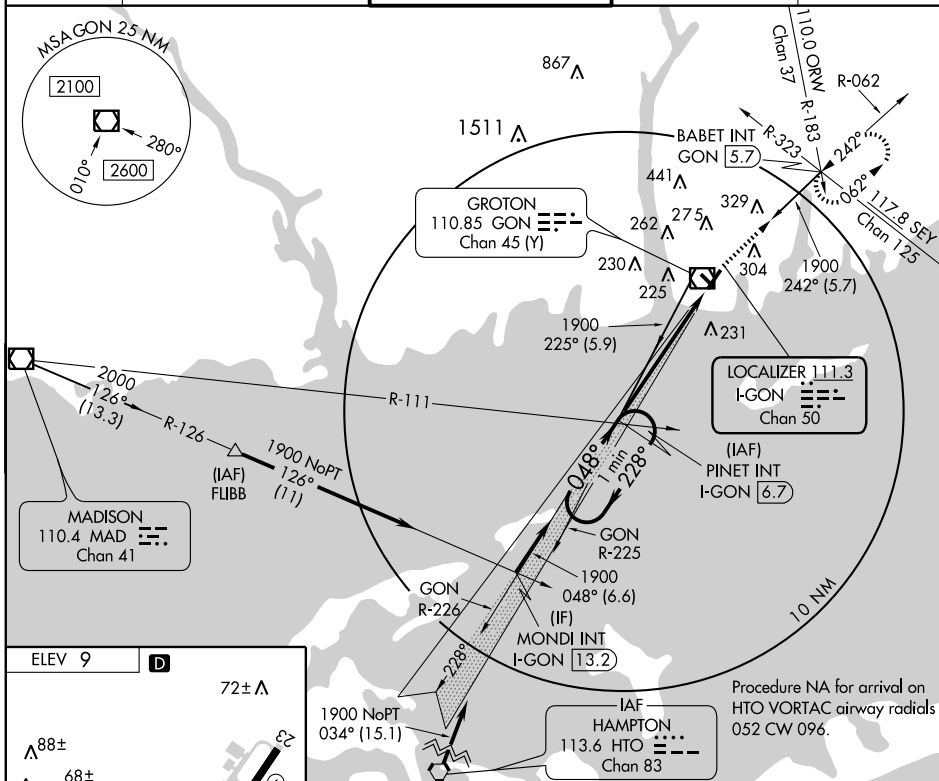 MSA GON 25 NM
2100
280°
010°
2600
867
1511
110.0 ORW
Chan 37
R-183
R-062
R-323
BABET INT
GON 5.7
242°
062°
117.8 SEY
Chan 125
441
329
262
275
230
225
304
GROTON
110.85 GON
Chan 45 (Y)
1900
242° (5.7)
1900
225° (5.9)
231
LOCALIZER 111.3
I-GON
Chan 50
2000
126°
(13.3)
R-111
R-126
(IAF)
FLIBB
1900 NoPT
126°
(11)
048°
1 min
228°
(IAF)
PINET INT
I-GON 6.7
MADISON
110.4 MAD
Chan 41
GON
R-225
1900
048° (6.6)
GON
R-226
(IF)
MONDI INT
I-GON 13.2
10 NM
228°
ELEV 9
D
72±
88±
68±
23
1900 NoPT
034° (15.1)
IAF
HAMPTON
113.6 HTO
Chan 83
Procedure NA for arrival on
HTO VORTAC airway radials
052 CW 096.